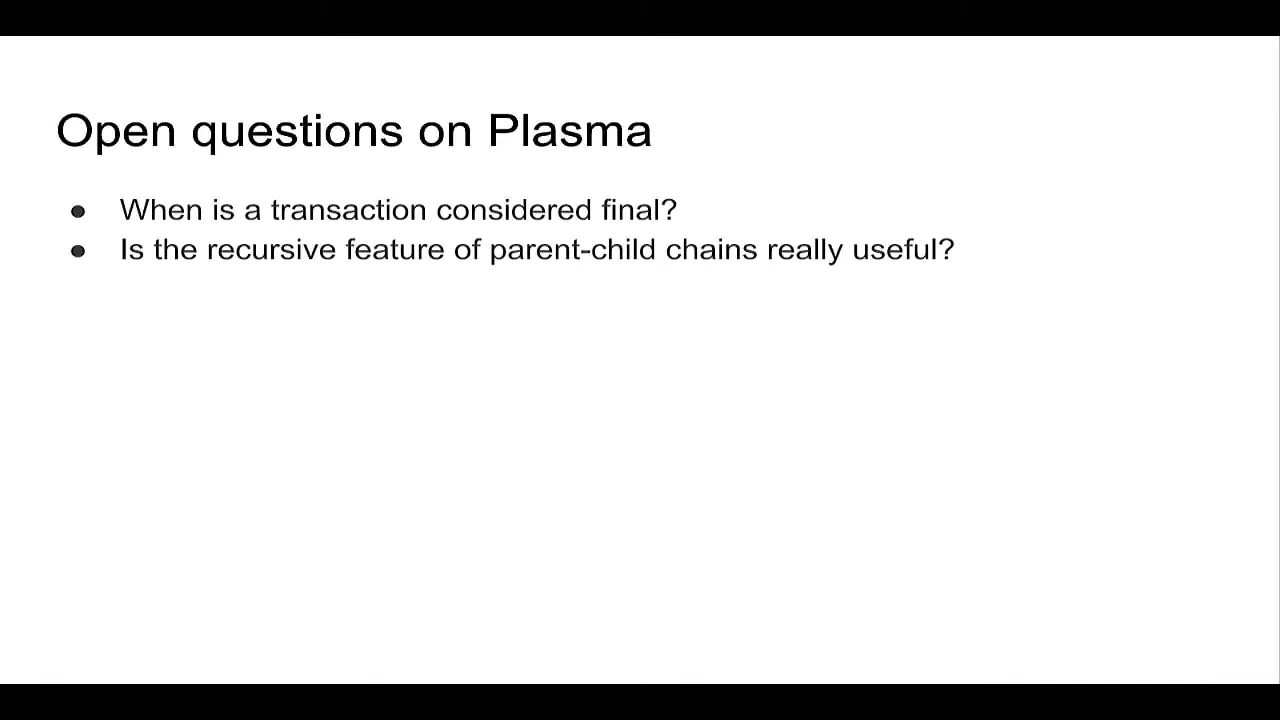 Open questions on Plasma
● When is a transaction considered final?
● Is the recursive feature of parent-child chains really useful?